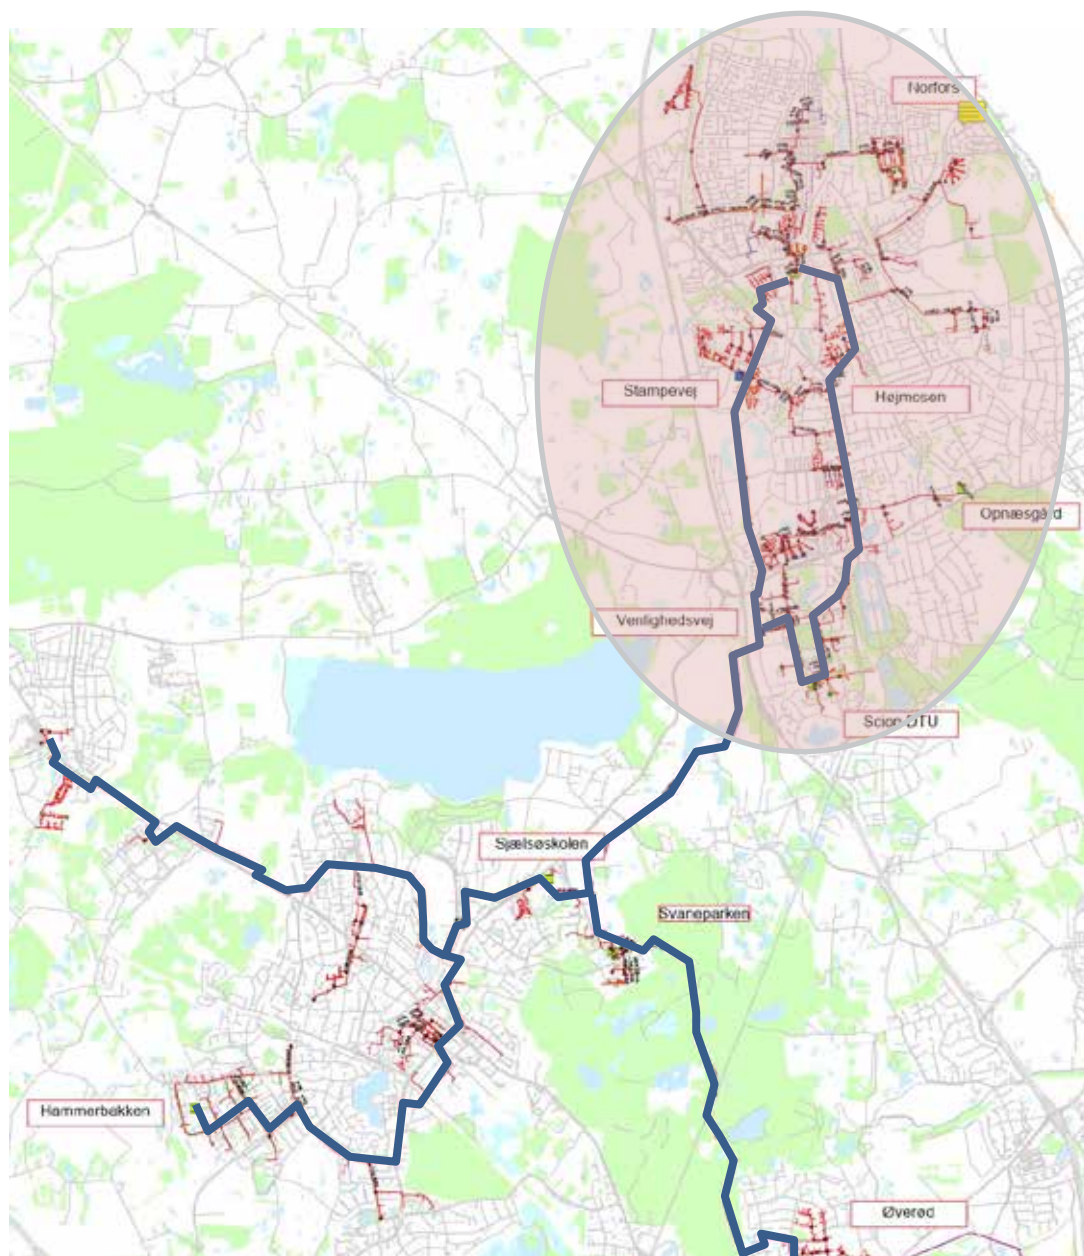 Norfors
Stampevej
Højmosen
Opnæsgård
Venlighedsvej
Scion DTU
Sjælsøskolen
Svaneparken
Hammerbakken
Øverød